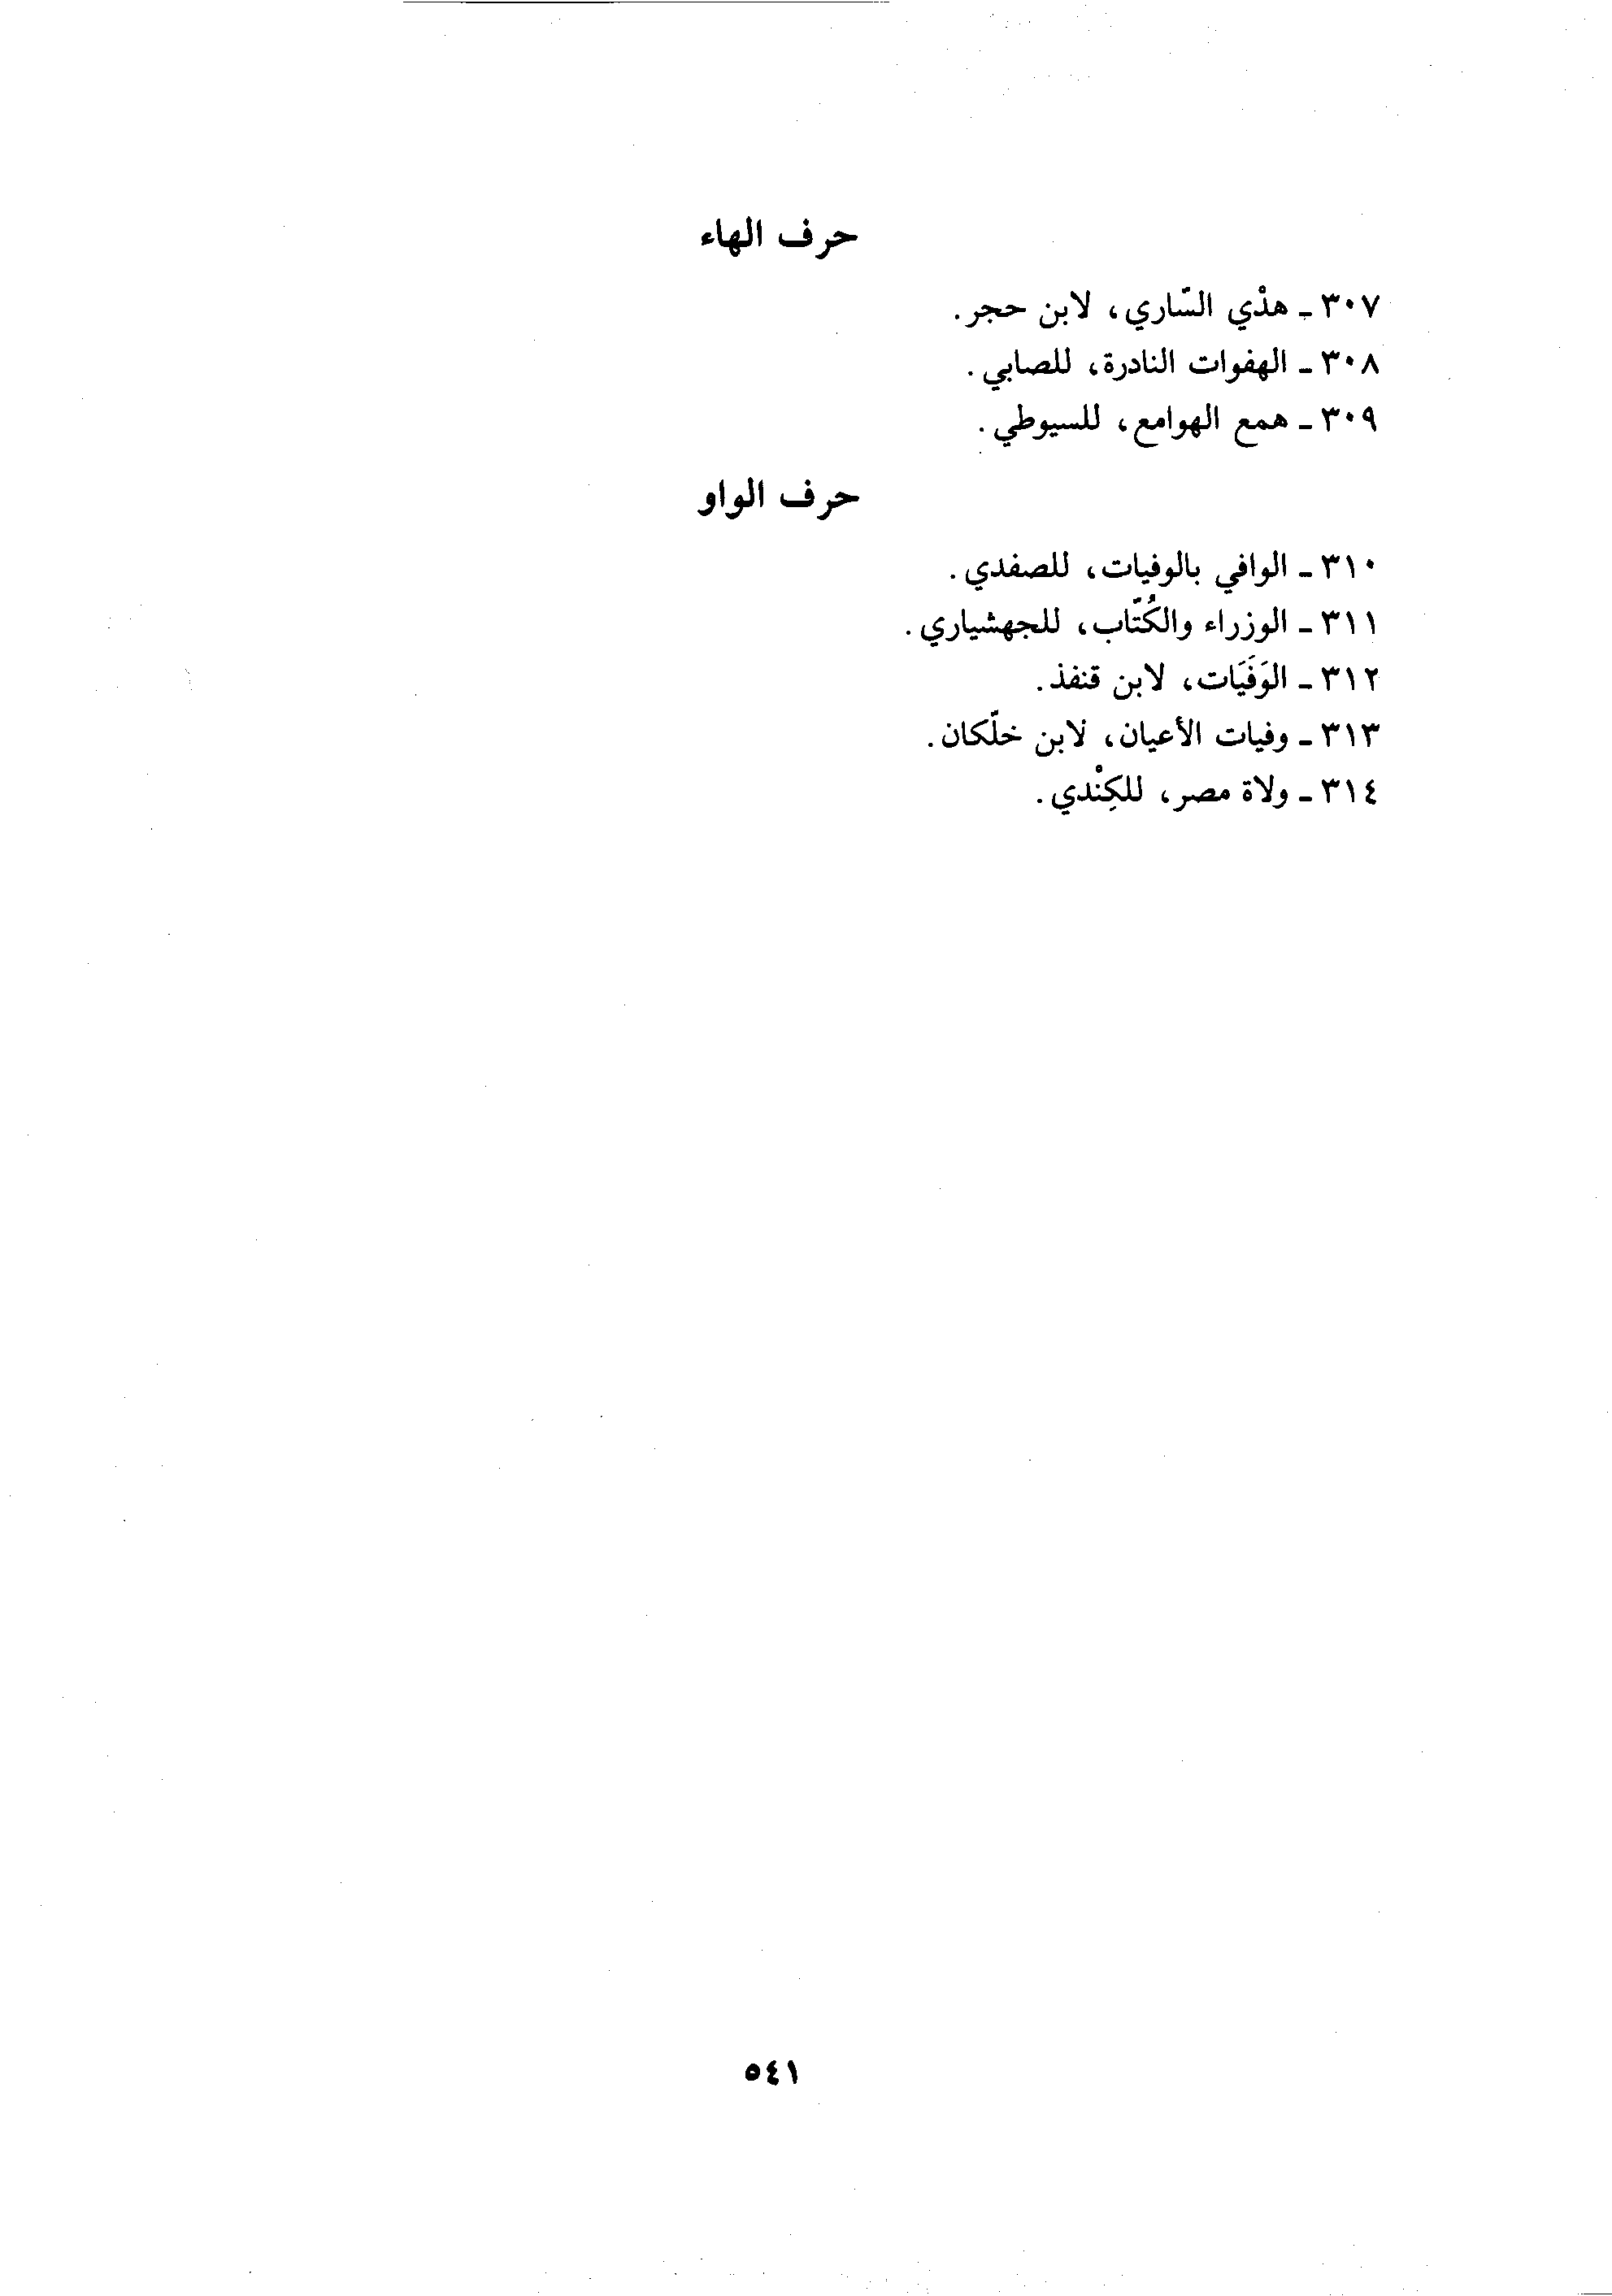 حرف الهاء
٣٠٧ - هدْي السّاري، لابن حجر.
٣٠٨ - الهفوات النادرة، للصابي.
٣٠٩ - همع الهوامع، للسيوطي.
حرف الواو
٣١٠ - الوافي بالوفيات، للصفدي.
٣١١ - الوزراء والكُتّاب، للجهشياري.
٣١٢ - الوَفَيَات، لابن قنفذ.
٣١٣ - وفيات الأعيان، لابن خلّكان.
٣١٤ - ولاة مصر، للكِنْدي.
٥٤١